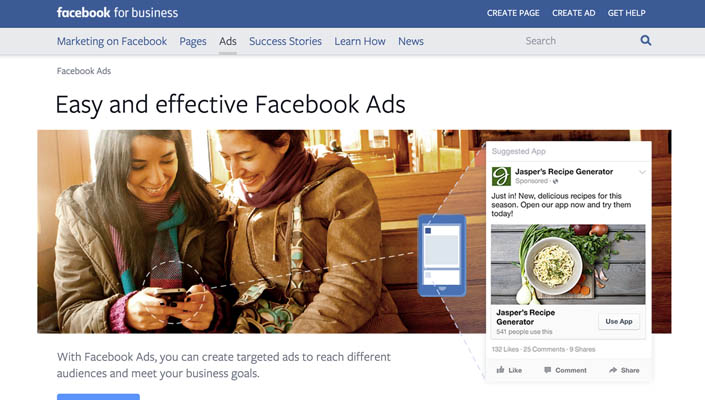 facebook for business
CREATE PAGE CREATE AD GET HELP
Marketing on Facebook Pages Ads Success Stories Learn How News Search
Facebook Ads
Easy and effective Facebook Ads
Suggested App
Jasper's Recipe Generator
Sponsored ·
Just in! New, delicious recipes for this
season. Open our app now and try them
today!
Jasper's Recipe
Generator
541 people use this
Use App
132 Likes · 25 Comments · 9 Shares
Like Comment Share
With Facebook Ads, you can create targeted ads to reach different
audiences and meet your business goals.